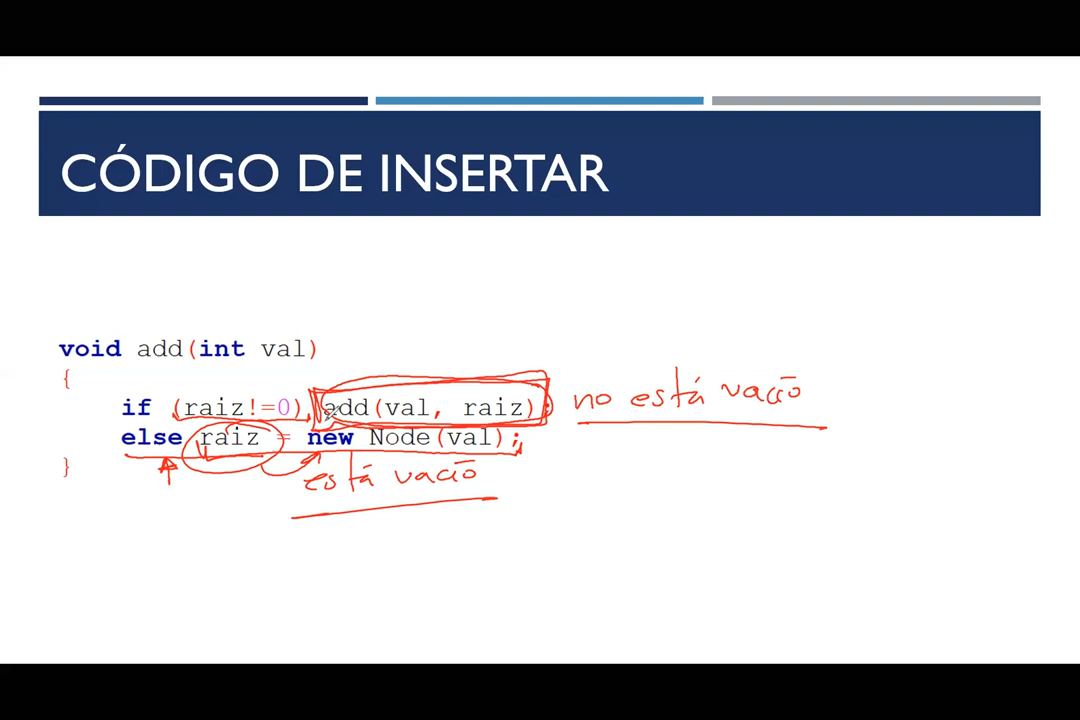 CÓDIGO DE INSERTAR
void add(int val)
{
if (raiz!=0) add(val, raiz); no está vacío
else raiz = new Node(val);
} está vacío